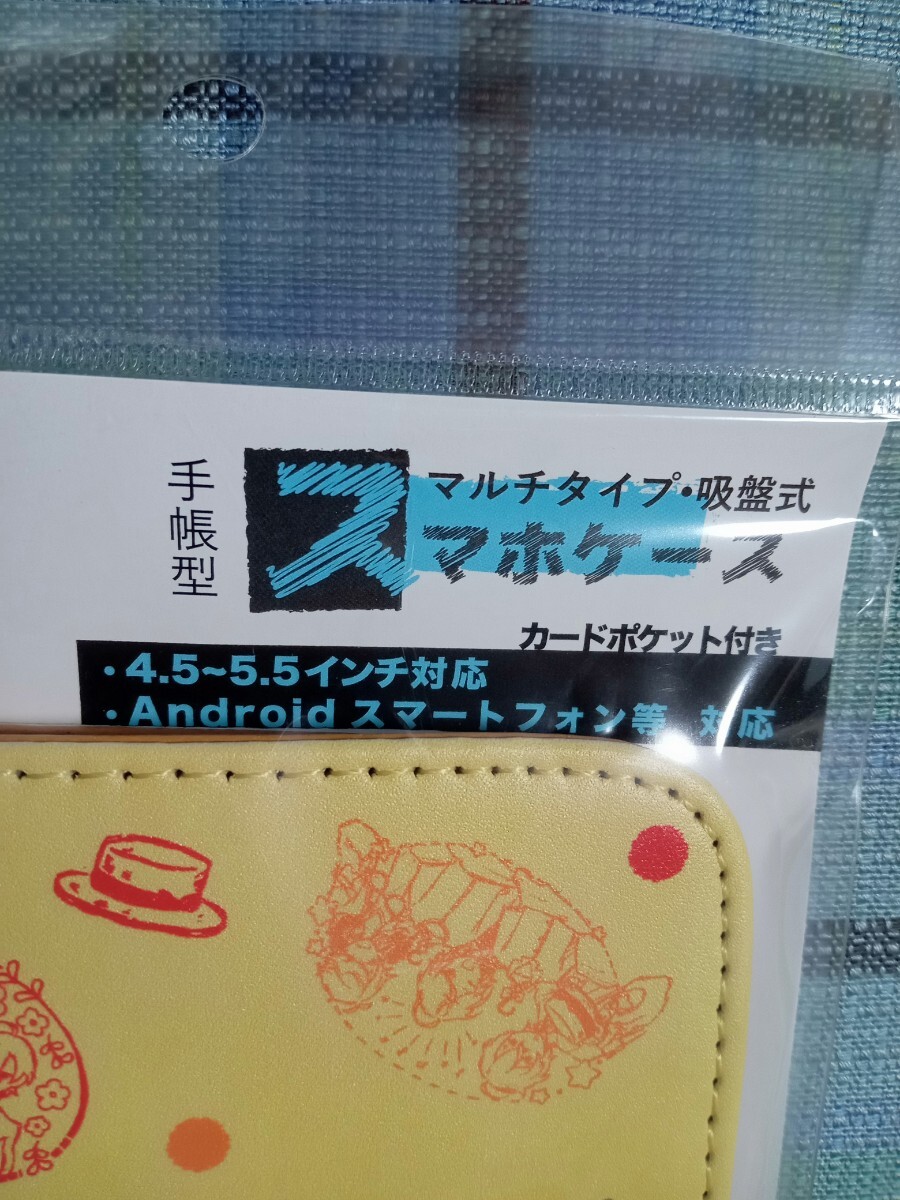 手帳型
マルチタイプ・吸盤式
スマホケース
カードポケット付き
・4.5~5.5インチ対応
・Android スマートフォン等 対応